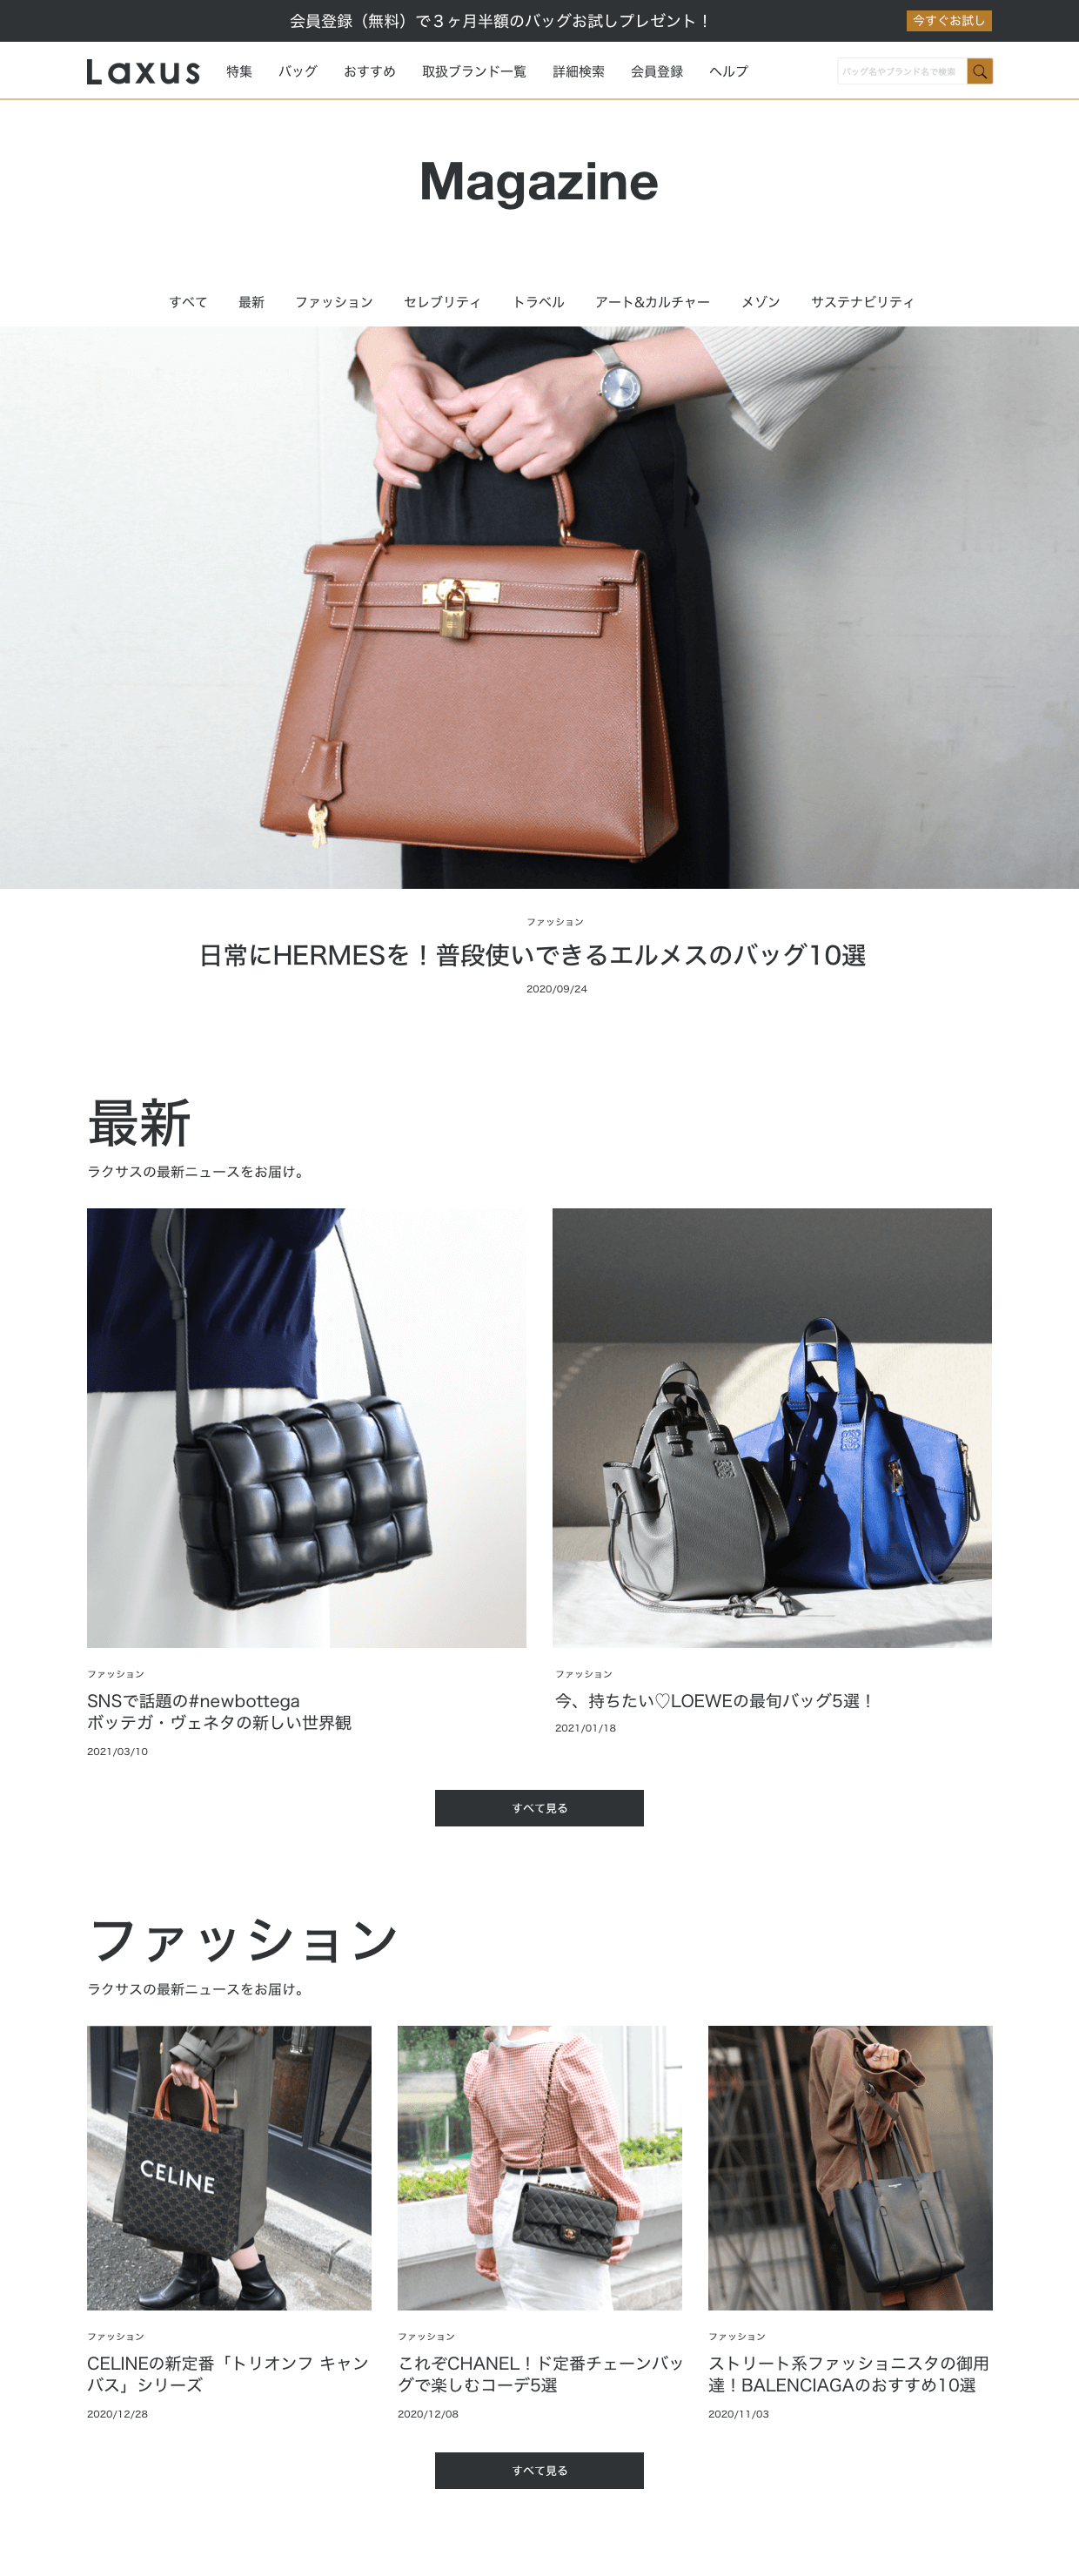 会員登録（無料）で３ヶ月半額のバッグお試しプレゼント！
今すぐお試し
Laxus
特集
バッグ
おすすめ
取扱ブランド一覧
詳細検索
会員登録
ヘルプ
バッグ名やブランド名で検索
Magazine
すべて
最新
ファッション
セレブリティ
トラベル
アート&カルチャー
メゾン
サステナビリティ
ファッション
日常にHERMESを！普段使いできるエルメスのバッグ10選
2020/09/24
最新
ラクサスの最新ニュースをお届け。
ファッション
SNSで話題の#newbottega
ボッテガ・ヴェネタの新しい世界観
2021/03/10
ファッション
今、持ちたい♡LOEWEの最旬バッグ5選！
2021/01/18
すべて見る
ファッション
ラクサスの最新ニュースをお届け。
CELINE
ファッション
CELINEの新定番「トリオンフ キャン
バス」シリーズ
2020/12/28
ファッション
これぞCHANEL！ド定番チェーンバッ
グで楽しむコーデ5選
2020/12/08
ファッション
ストリート系ファッショニスタの御用
達！BALENCIAGAのおすすめ10選
2020/11/03
すべて見る